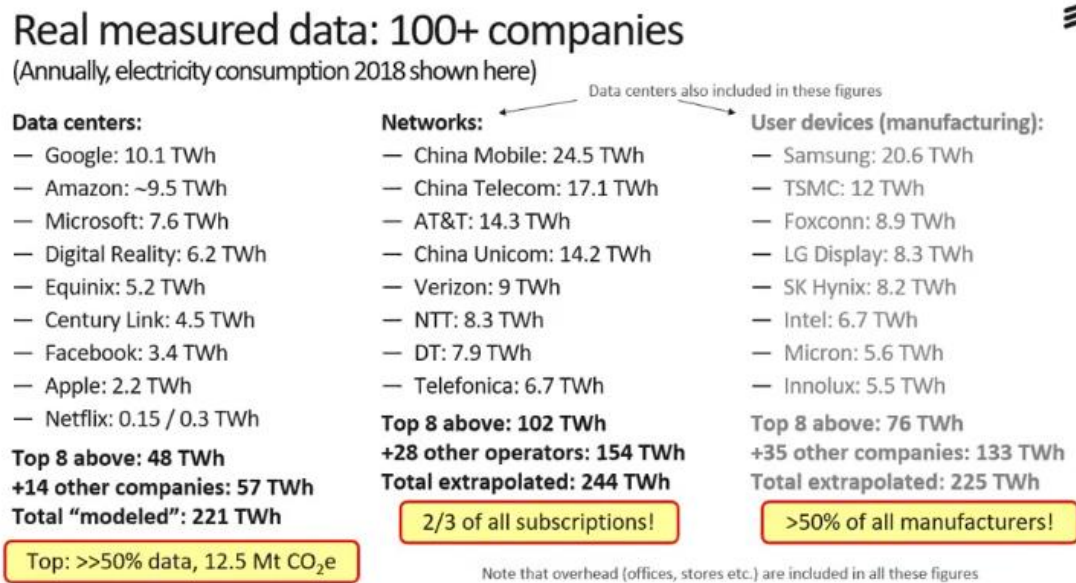 Real measured data: 100+ companies
(Annually, electricity consumption 2018 shown here)
Data centers also included in these figures
Data centers:
— Google: 10.1 TWh
— Amazon: ~9.5 TWh
— Microsoft: 7.6 TWh
— Digital Reality: 6.2 TWh
— Equinix: 5.2 TWh
— Century Link: 4.5 TWh
— Facebook: 3.4 TWh
— Apple: 2.2 TWh
— Netflix: 0.15 / 0.3 TWh
Top 8 above: 48 TWh
+14 other companies: 57 TWh
Total “modeled”: 221 TWh
Top: >>50% data, 12.5 Mt CO₂e
Networks:
— China Mobile: 24.5 TWh
— China Telecom: 17.1 TWh
— AT&T: 14.3 TWh
— China Unicom: 14.2 TWh
— Verizon: 9 TWh
— NTT: 8.3 TWh
— DT: 7.9 TWh
— Telefonica: 6.7 TWh
Top 8 above: 102 TWh
+28 other operators: 154 TWh
Total extrapolated: 244 TWh
2/3 of all subscriptions!
User devices (manufacturing):
— Samsung: 20.6 TWh
— TSMC: 12 TWh
— Foxconn: 8.9 TWh
— LG Display: 8.3 TWh
— SK Hynix: 8.2 TWh
— Intel: 6.7 TWh
— Micron: 5.6 TWh
— Innolux: 5.5 TWh
Top 8 above: 76 TWh
+35 other companies: 133 TWh
Total extrapolated: 225 TWh
>50% of all manufacturers!
Note that overhead (offices, stores etc.) are included in all these figures